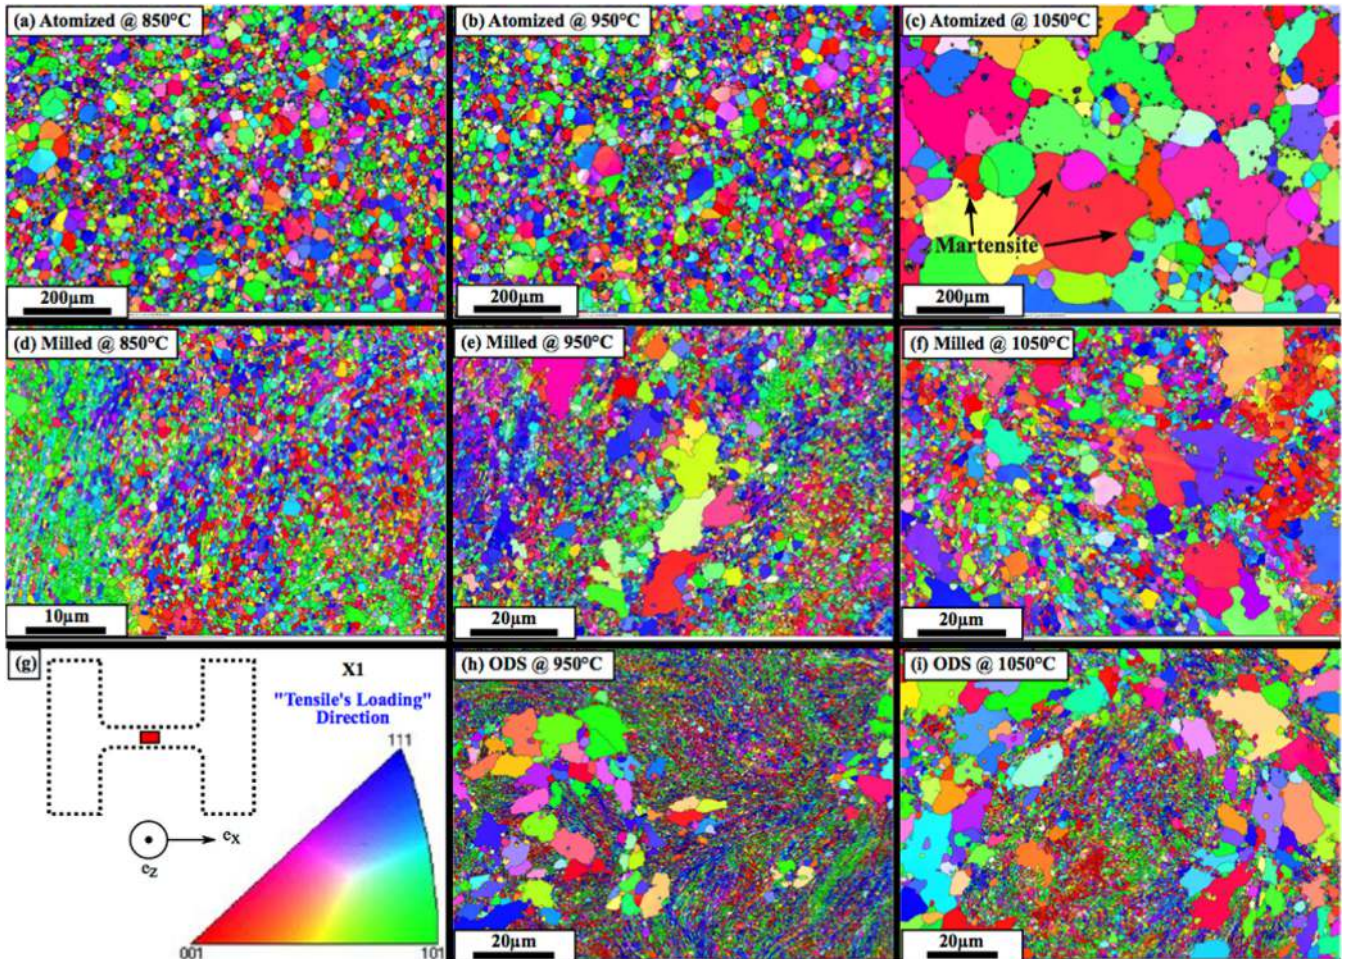 (a) Atomized @ 850°C
200µm
(b) Atomized @ 950°C
200µm
(c) Atomized @ 1050°C
Martensite
200µm
(d) Milled @ 850°C
10µm
(e) Milled @ 950°C
20µm
(f) Milled @ 1050°C
20µm
(g)
X1
"Tensile's Loading"
Direction
111
eX
eZ
001
101
(h) ODS @ 950°C
20µm
(i) ODS @ 1050°C
20µm